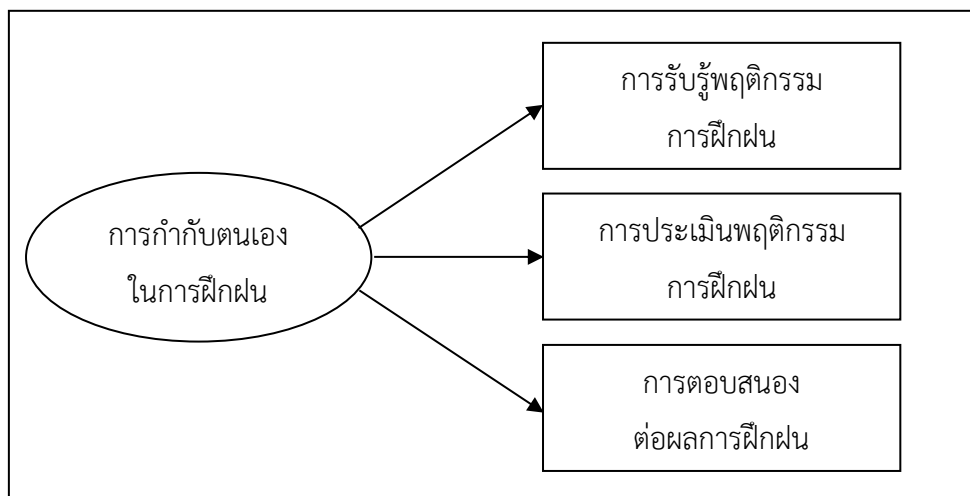 การรับรู้พฤติกรรม
การฝึกฝน
การกำกับตนเอง
ในการฝึกฝน
การประเมินพฤติกรรม
การฝึกฝน
การตอบสนอง
ต่อผลการฝึกฝน